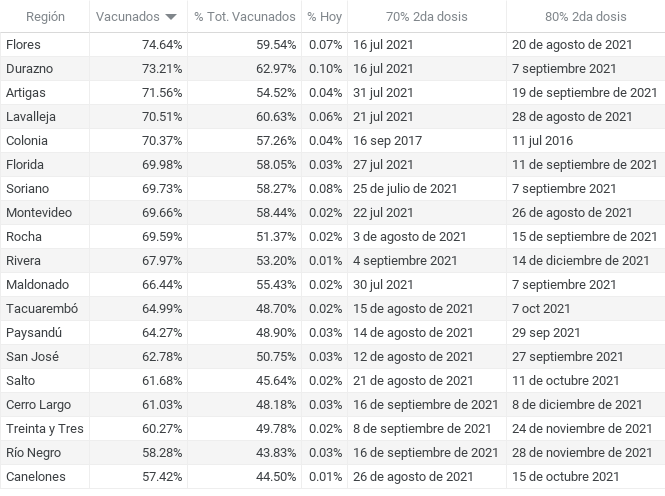 Región Vacunados % Tot. Vacunados % Hoy 70% 2da dosis 80% 2da dosis
Flores 74.64% 59.54% 0.07% 16 jul 2021 20 de agosto de 2021
Durazno 73.21% 62.97% 0.10% 16 jul 2021 7 septiembre 2021
Artigas 71.56% 54.52% 0.04% 31 jul 2021 19 de septiembre de 2021
Lavalleja 70.51% 60.63% 0.06% 21 jul 2021 28 de agosto de 2021
Colonia 70.37% 57.26% 0.04% 16 sep 2017 11 jul 2016
Florida 69.98% 58.05% 0.03% 27 jul 2021 11 de septiembre de 2021
Soriano 69.73% 58.27% 0.08% 25 de julio de 2021 7 septiembre 2021
Montevideo 69.66% 58.44% 0.02% 22 jul 2021 26 de agosto de 2021
Rocha 69.59% 51.37% 0.02% 3 de agosto de 2021 15 de septiembre de 2021
Rivera 67.97% 53.20% 0.01% 4 septiembre 2021 14 de diciembre de 2021
Maldonado 66.44% 55.43% 0.02% 30 jul 2021 7 septiembre 2021
Tacuarembó 64.99% 48.70% 0.02% 15 de agosto de 2021 7 oct 2021
Paysandú 64.27% 48.90% 0.03% 14 de agosto de 2021 29 sep 2021
San José 62.78% 50.75% 0.03% 12 de agosto de 2021 27 septiembre 2021
Salto 61.68% 45.64% 0.02% 21 de agosto de 2021 11 de octubre 2021
Cerro Largo 61.03% 48.18% 0.03% 16 de septiembre de 2021 8 de diciembre de 2021
Treinta y Tres 60.27% 49.78% 0.02% 8 de septiembre de 2021 24 de noviembre de 2021
Río Negro 58.28% 43.83% 0.03% 16 de septiembre de 2021 28 de noviembre de 2021
Canelones 57.42% 44.50% 0.01% 26 de agosto de 2021 15 de octubre 2021